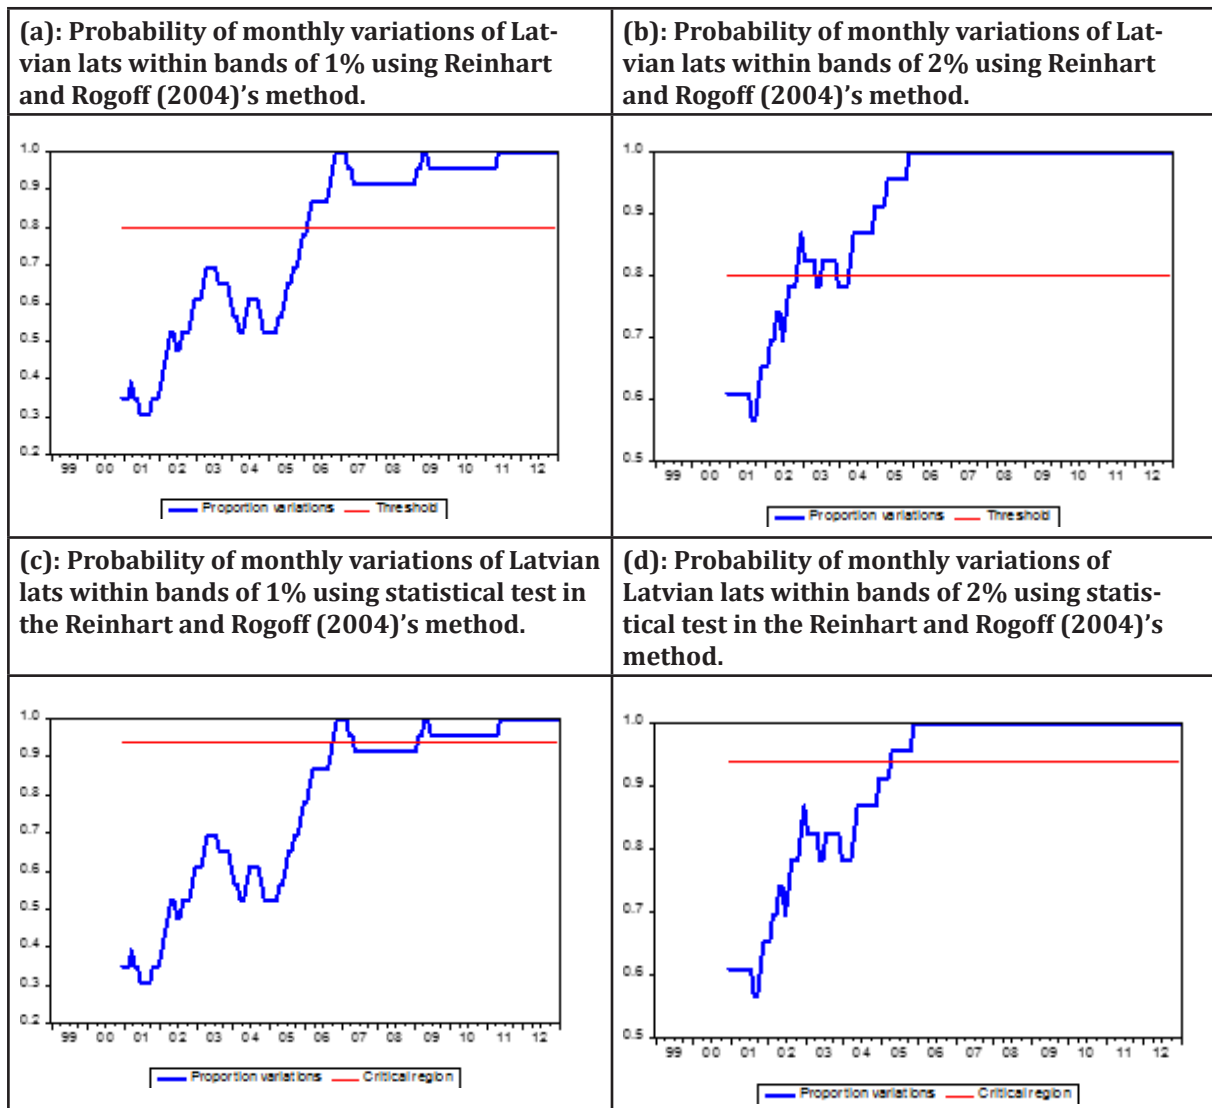 (a): Probability of monthly variations of Lat-
vian lats within bands of 1% using Reinhart
and Rogoff (2004)'s method.
(b): Probability of monthly variations of Lat-
vian lats within bands of 2% using Reinhart
and Rogoff (2004)'s method.
1.0
0.9
0.8
0.7
0.6
0.5
0.4
0.3
0.2
99 00 01 02 03 04 05 06 07 08 09 10 11 12
Proportion variations Threshold
1.0
0.9
0.8
0.7
0.6
0.5
99 00 01 02 03 04 05 06 07 08 09 10 11 12
Proportion variations Threshold
(c): Probability of monthly variations of Latvian
lats within bands of 1% using statistical test in
the Reinhart and Rogoff (2004)'s method.
(d): Probability of monthly variations of
Latvian lats within bands of 2% using statis-
tical test in the Reinhart and Rogoff (2004)'s
method.
1.0
0.9
0.8
0.7
0.6
0.5
0.4
0.3
0.2
99 00 01 02 03 04 05 06 07 08 09 10 11 12
Proportion variations Critical region
1.0
0.9
0.8
0.7
0.6
0.5
99 00 01 02 03 04 05 06 07 08 09 10 11 12
Proportion variations Critical region